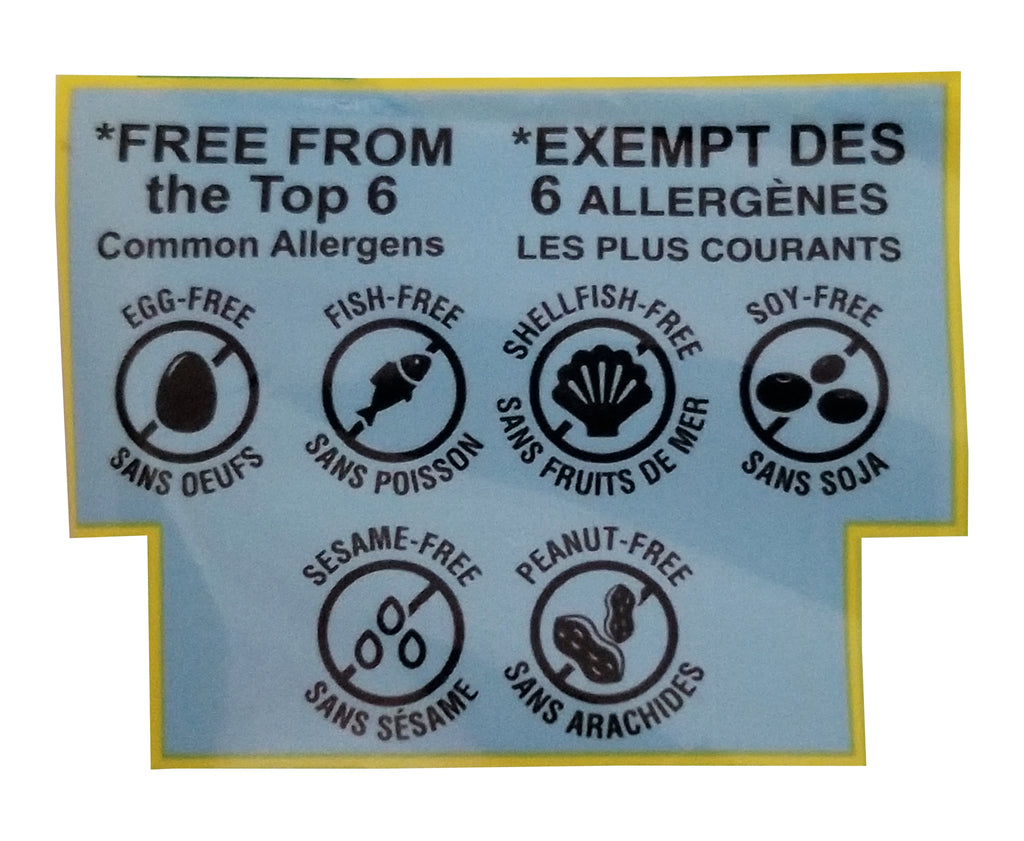 *FREE FROM
the Top 6
Common Allergens
*EXEMPT DES
6 ALLERGÈNES
LES PLUS COURANTS
EGG-FREE
SANS OEUFS
FISH-FREE
SANS POISSON
SHELLFISH-FREE
SANS FRUITS DE MER
SOY-FREE
SANS SOJA
SESAME-FREE
SANS SÉSAME
PEANUT-FREE
SANS ARACHIDES